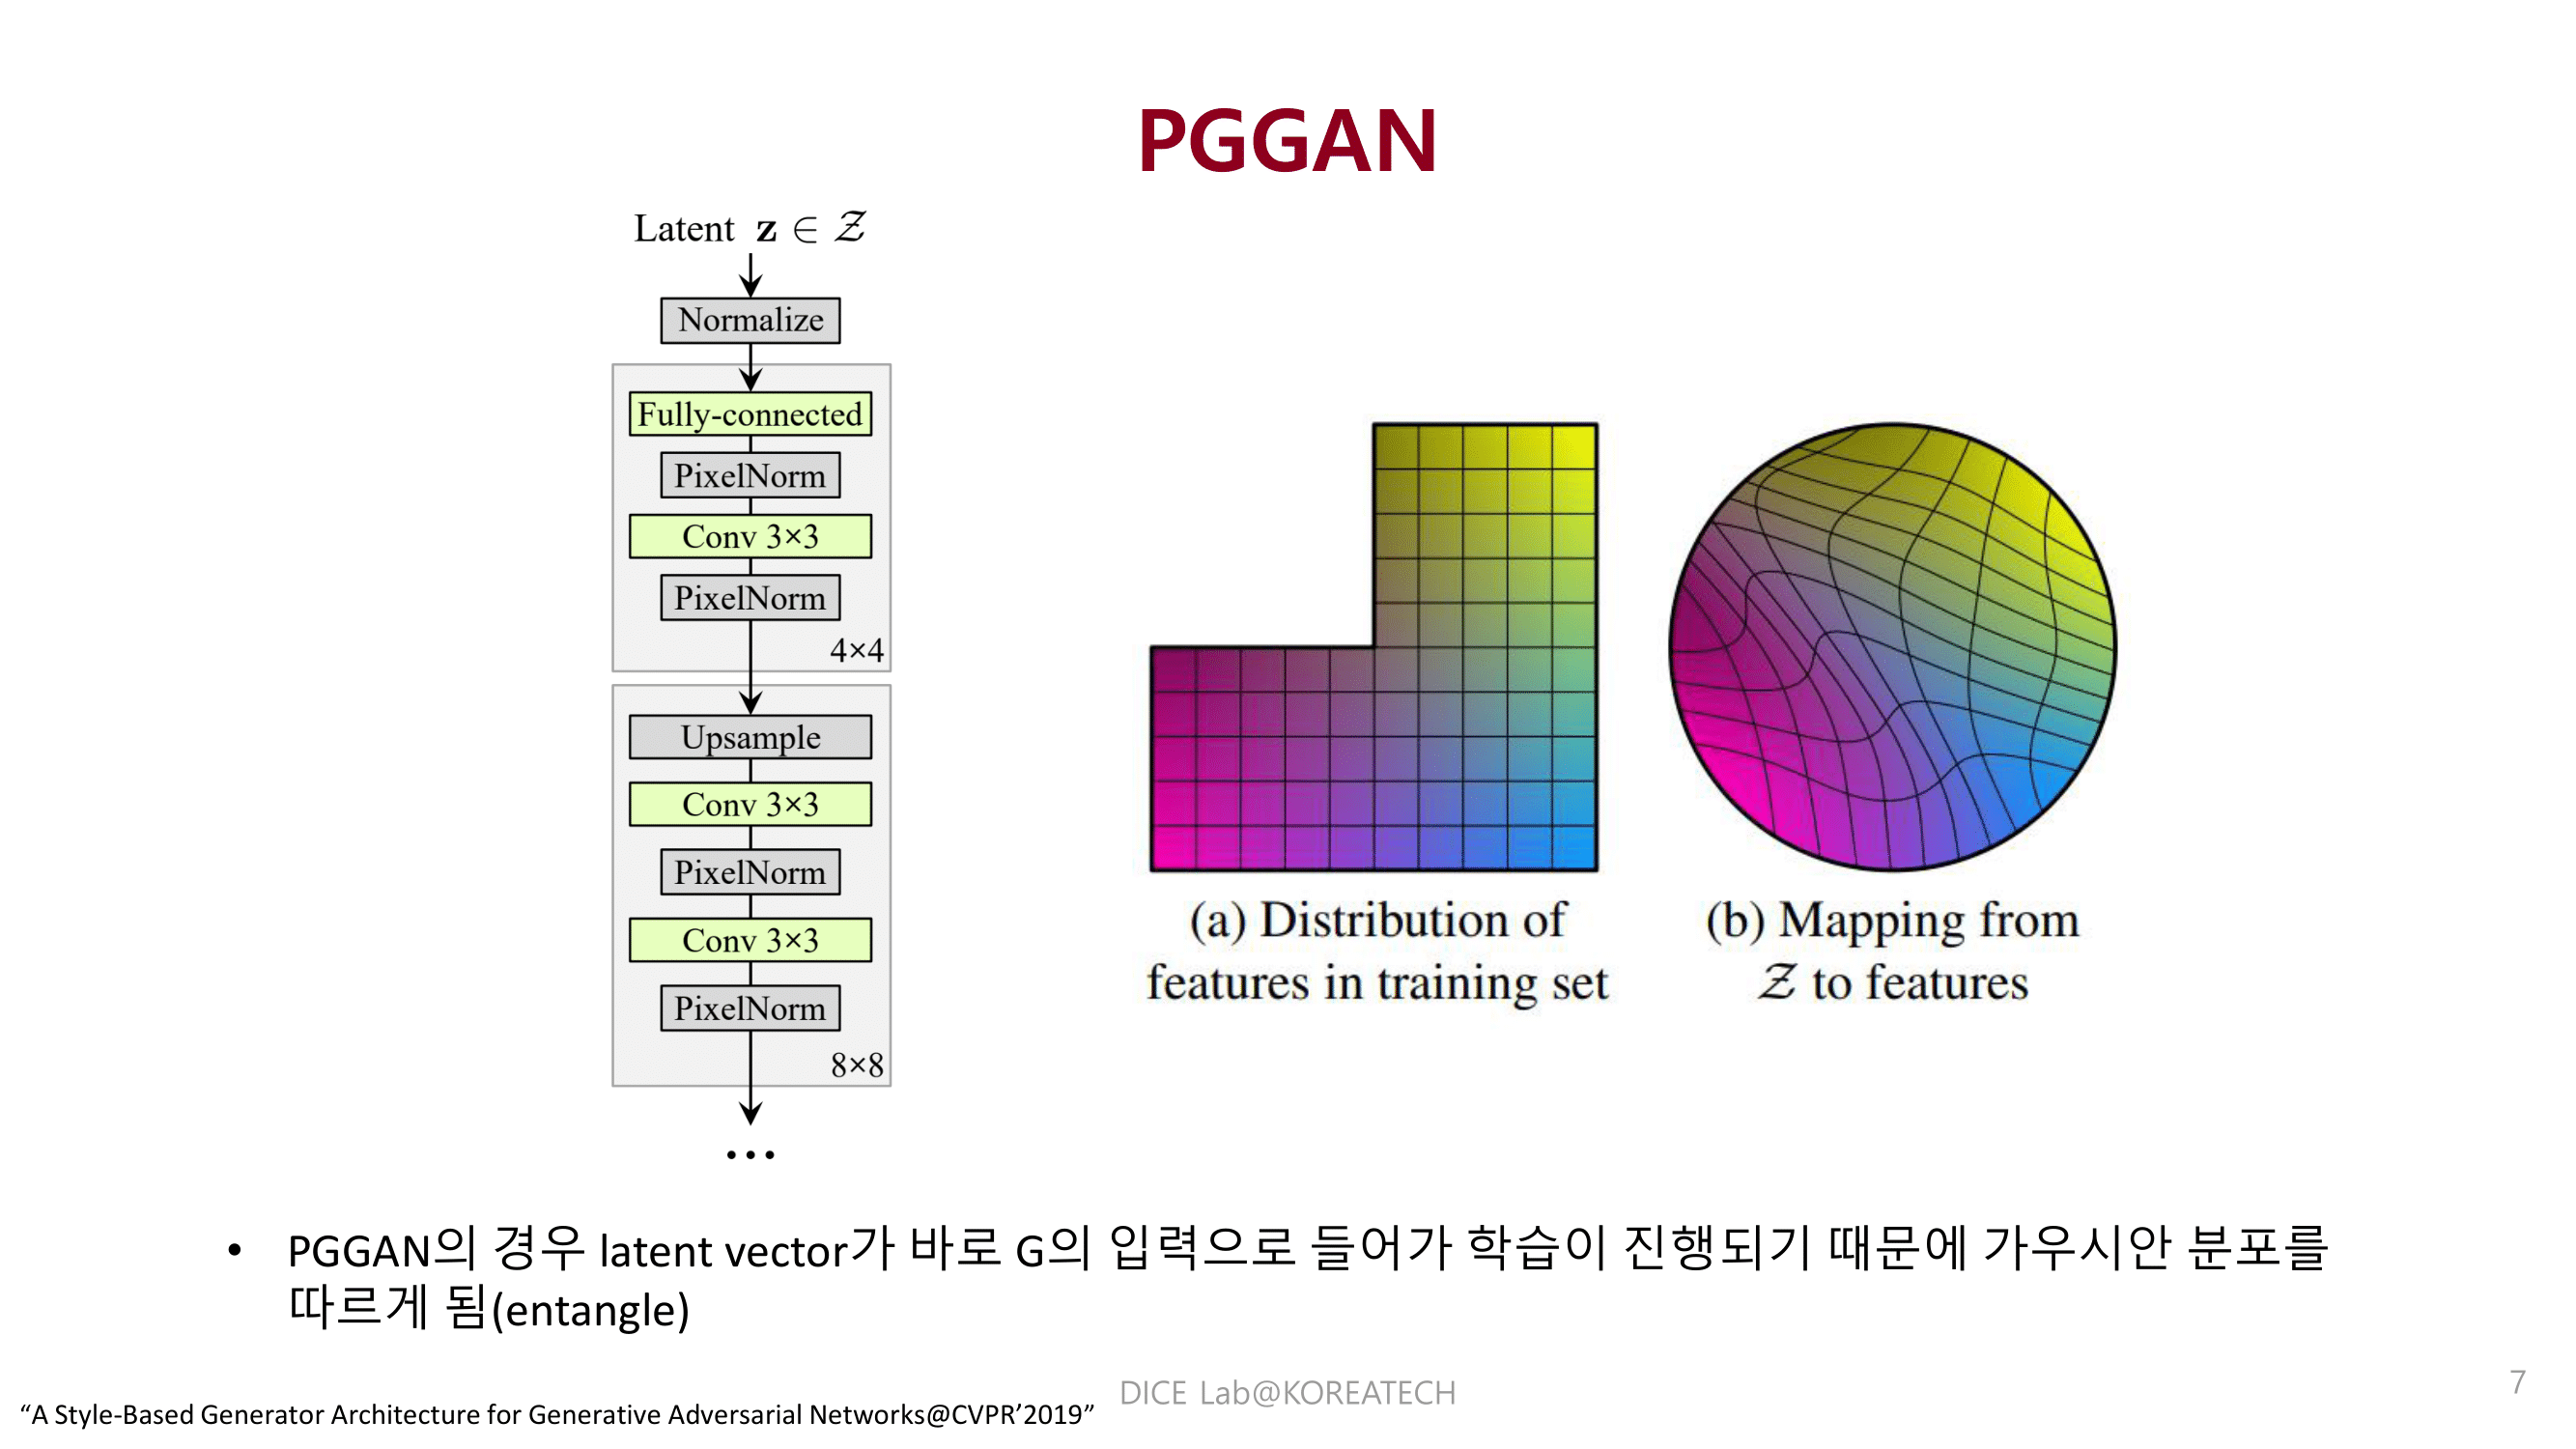 PGGAN
Latent z ∈ 𝒵
Normalize
Fully-connected
PixelNorm
Conv 3×3
PixelNorm
4×4
Upsample
Conv 3×3
PixelNorm
Conv 3×3
PixelNorm
8×8
...
(a) Distribution of
features in training set
(b) Mapping from
𝒵 to features
• PGGAN의 경우 latent vector가 바로 G의 입력으로 들어가 학습이 진행되기 때문에 가우시안 분포를
따르게 됨(entangle)
DICE Lab@KOREATECH
7
“A Style-Based Generator Architecture for Generative Adversarial Networks@CVPR’2019”